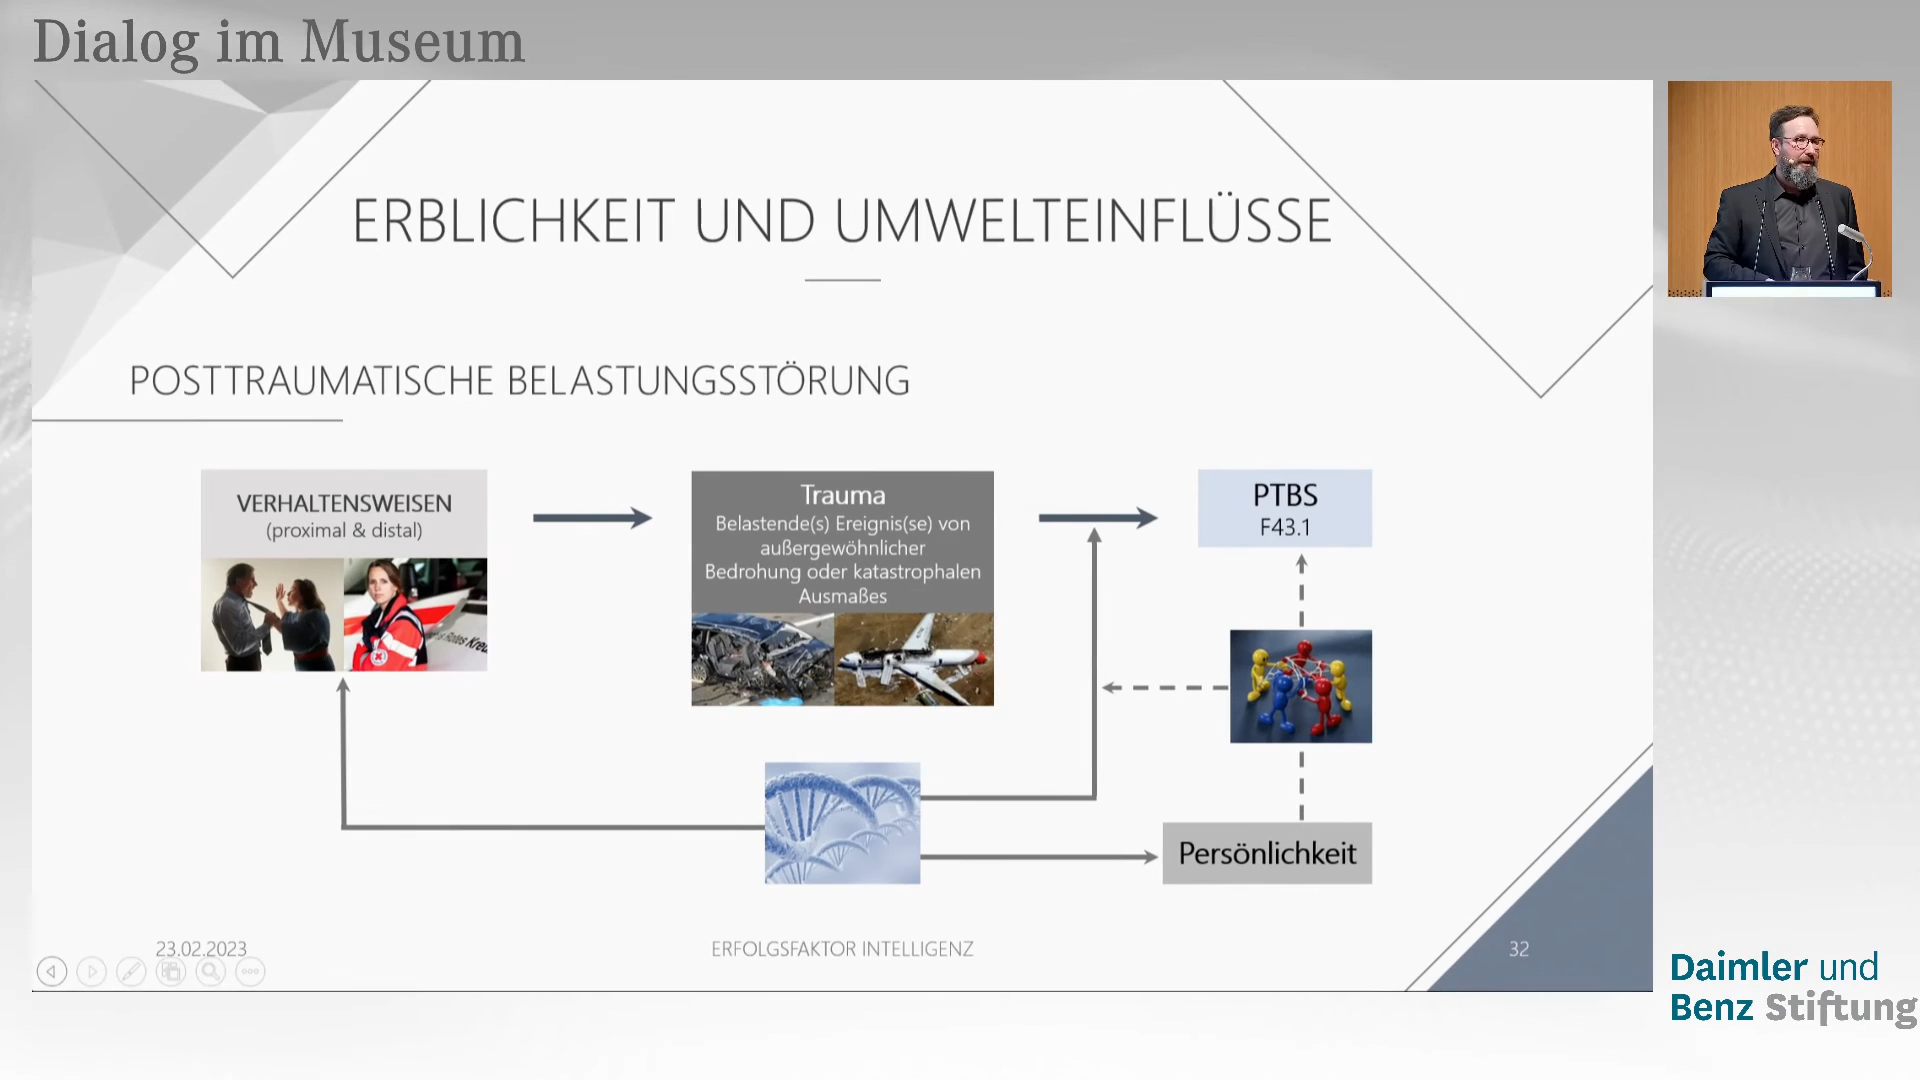 Dialog im Museum
ERBLICHKEIT UND UMWELTEINFLÜSSE
POSTTRAUMATISCHE BELASTUNGSSTÖRUNG
VERHALTENSWEISEN
(proximal & distal)
Trauma
Belastende(s) Ereignis(se) von
außergewöhnlicher
Bedrohung oder katastrophalen
Ausmaßes
PTBS
F43.1
Persönlichkeit
23.02.2023
ERFOLGSFAKTOR INTELLIGENZ
32
Daimler und
Benz Stiftung